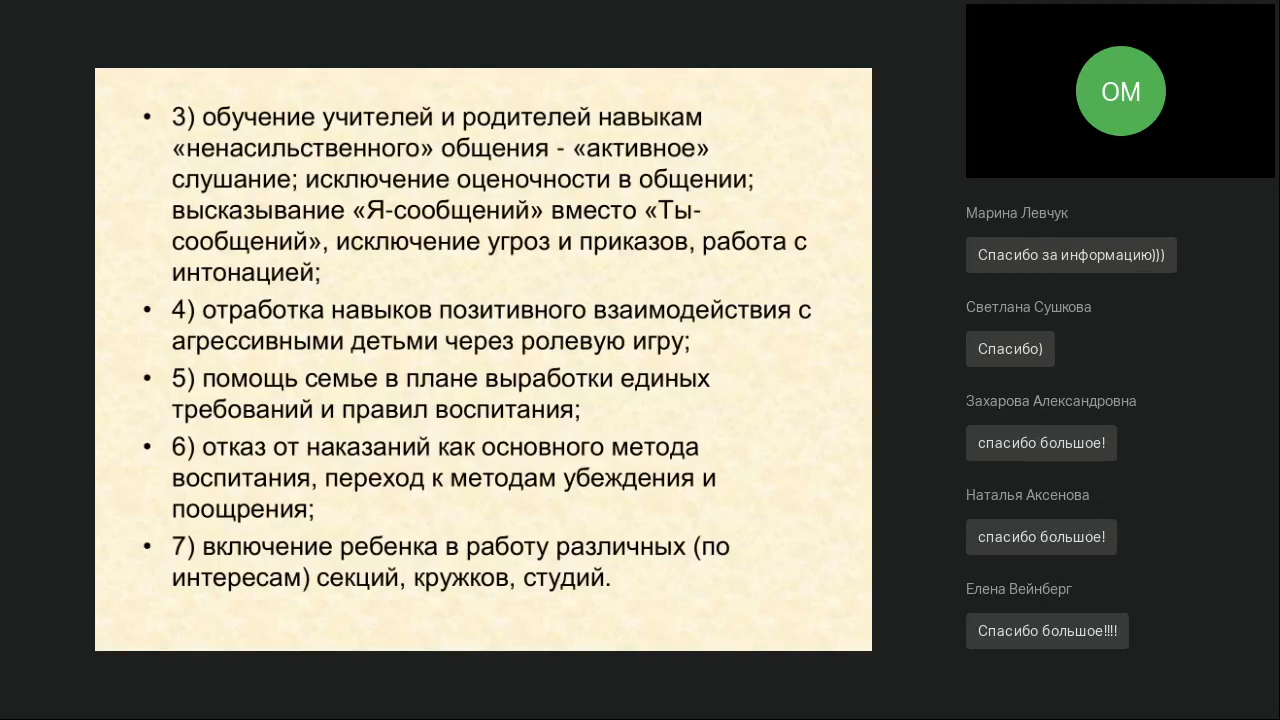 • 3) обучение учителей и родителей навыкам
«ненасильственного» общения - «активное»
слушание; исключение оценочности в общении;
высказывание «Я-сообщений» вместо «Ты-
сообщений», исключение угроз и приказов, работа с
интонацией;
• 4) отработка навыков позитивного взаимодействия с
агрессивными детьми через ролевую игру;
• 5) помощь семье в плане выработки единых
требований и правил воспитания;
• 6) отказ от наказаний как основного метода
воспитания, переход к методам убеждения и
поощрения;
• 7) включение ребенка в работу различных (по
интересам) секций, кружков, студий.
ОМ
Марина Левчук
Спасибо за информацию)))
Светлана Сушкова
Спасибо)
Захарова Александровна
спасибо большое!
Наталья Аксенова
спасибо большое!
Елена Вейнберг
Спасибо большое!!!!